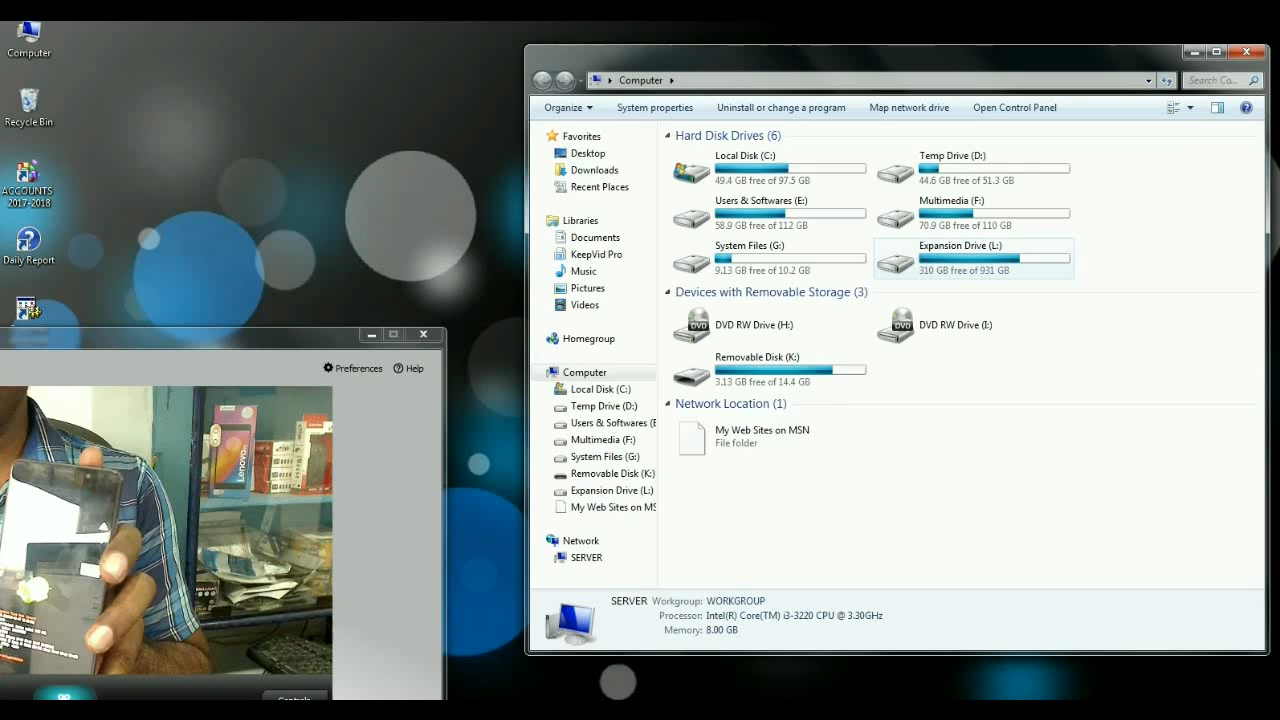 Computer
Recycle Bin
ACCOUNTS
2017-2018
Daily Report
Preferences
Help
Lenovo
Computer
Search Co...
Organize
System properties
Uninstall or change a program
Map network drive
Open Control Panel
Favorites
Desktop
Downloads
Recent Places
Libraries
Documents
KeepVid Pro
Music
Pictures
Videos
Homegroup
Computer
Local Disk (C:)
Temp Drive (D:)
Users & Softwares (E
Multimedia (F:)
System Files (G:)
Removable Disk (K:)
Expansion Drive (L:)
My Web Sites on MS
Network
SERVER
Hard Disk Drives (6)
Local Disk (C:)
49.4 GB free of 97.5 GB
Temp Drive (D:)
44.6 GB free of 51.3 GB
Users & Softwares (E:)
58.9 GB free of 112 GB
Multimedia (F:)
70.9 GB free of 110 GB
System Files (G:)
9.13 GB free of 10.2 GB
Expansion Drive (L:)
310 GB free of 931 GB
Devices with Removable Storage (3)
DVD
DVD RW Drive (H:)
DVD
DVD RW Drive (I:)
Removable Disk (K:)
3.13 GB free of 14.4 GB
Network Location (1)
My Web Sites on MSN
File folder
SERVER Workgroup: WORKGROUP
Processor: Intel(R) Core(TM) i3-3220 CPU @ 3.30GHz
Memory: 8.00 GB